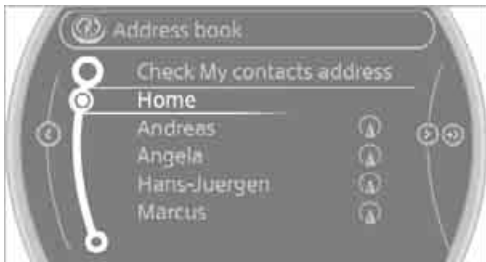 Address book
Check My contacts address
Home
Andreas
Angela
Hans-Juergen
Marcus